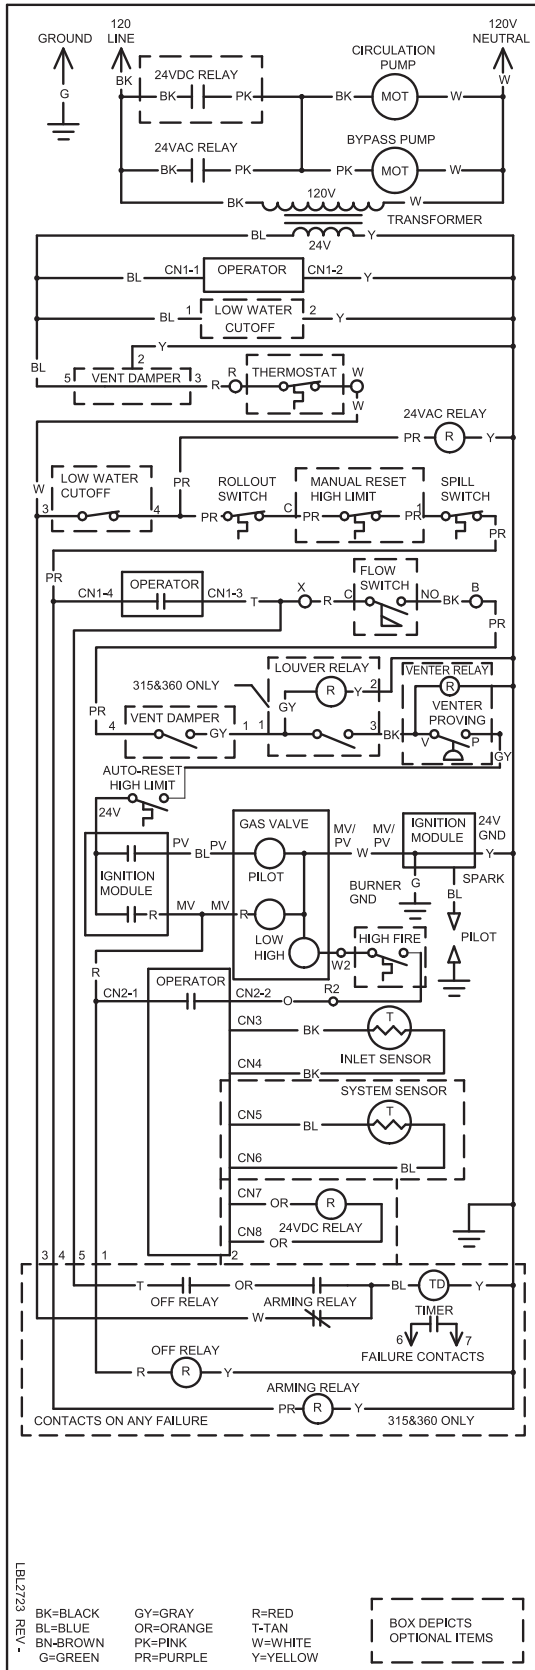 GROUND
120
LINE
120V
NEUTRAL
BK
G
W
24VDC RELAY
BK PK
CIRCULATION
PUMP
BK MOT W
24VAC RELAY
BK PK
BYPASS PUMP
PK MOT W
BK 120V W
TRANSFORMER
BL 24V Y
BL CN1-1 OPERATOR CN1-2 Y
BL 1 LOW WATER
CUTOFF 2 Y
Y
BL
2
5 VENT DAMPER 3 R R THERMOSTAT W
W
24VAC RELAY
PR R Y
W
3 LOW WATER
CUTOFF 4
PR
PR ROLLOUT
SWITCH C
MANUAL RESET
HIGH LIMIT
PR PR 1
SPILL
SWITCH
PR
PR
CN1-4 OPERATOR CN1-3 T X R C
FLOW
SWITCH
NO BK B
PR
315&360 ONLY
LOUVER RELAY
R Y 2
GY
VENTER RELAY
R
VENTER
PROVING
PR
4 VENT DAMPER GY 1 1 3 BK V P
GY
AUTO-RESET
HIGH LIMIT
24V
IGNITION
MODULE
PV BL PV
GAS VALVE
PILOT
MV/
PV W MV/
PV
IGNITION
MODULE
24V
GND
Y
G
BURNER
GND
BL SPARK
PILOT
R MV MV R
LOW
HIGH
W2 HIGH FIRE
R
CN2-1 OPERATOR CN2-2 O R2
CN3 BK T
INLET SENSOR
CN4 BK
SYSTEM SENSOR
CN5 BL T
CN6 BL
CN7 OR R
24VDC RELAY
CN8 OR
3 4 5 1 2
T OFF RELAY OR ARMING RELAY BL TD Y
TIMER
W
6 7
FAILURE CONTACTS
OFF RELAY
R R Y
ARMING RELAY
PR R Y
CONTACTS ON ANY FAILURE 315&360 ONLY
LBL2723 REV -
BK=BLACK GY=GRAY R=RED
BL=BLUE OR=ORANGE T-TAN
BN-BROWN PK=PINK W=WHITE
G=GREEN PR=PURPLE Y=YELLOW
BOX DEPICTS
OPTIONAL ITEMS